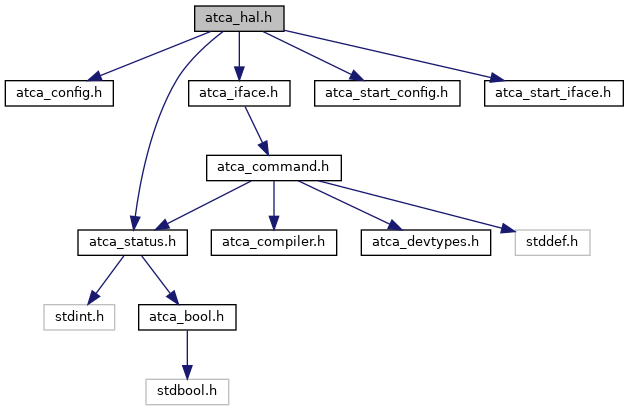 atca_hal.h
atca_config.h
atca_iface.h
atca_start_config.h
atca_start_iface.h
atca_command.h
atca_status.h
atca_compiler.h
atca_devtypes.h
stddef.h
stdint.h
atca_bool.h
stdbool.h